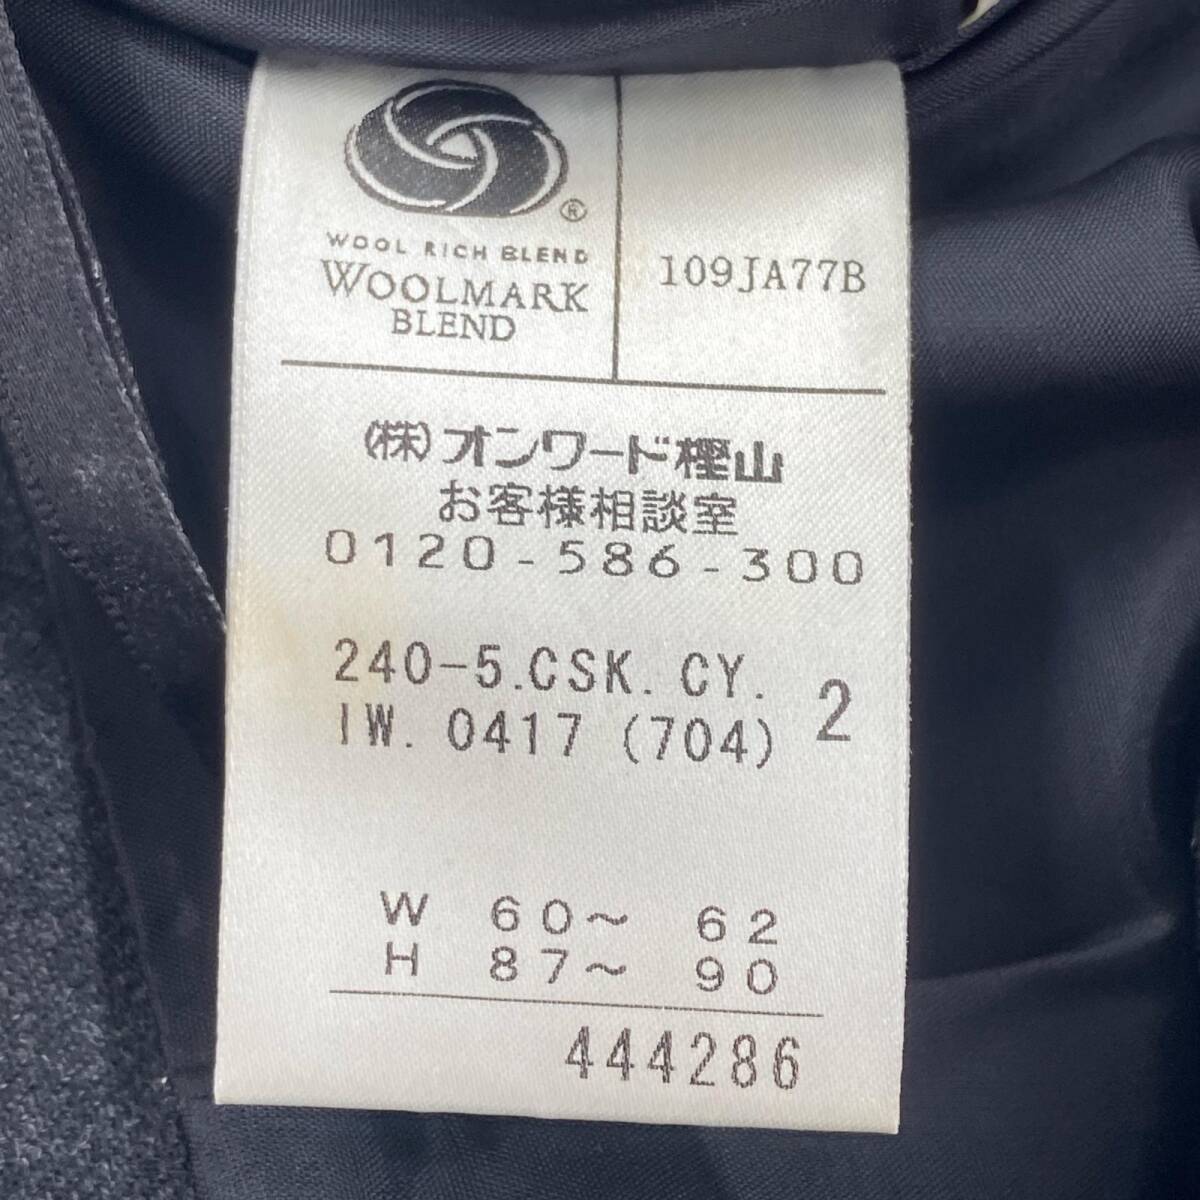 ®
WOOL RICH BLEND
WOOLMARK
BLEND
109JA77B
(株)オンワード樫山
お客様相談室
0120-586-300
240-5.CSK. CY. 2
IW. 0417 (704)
W 60～ 62
H 87～ 90
444286